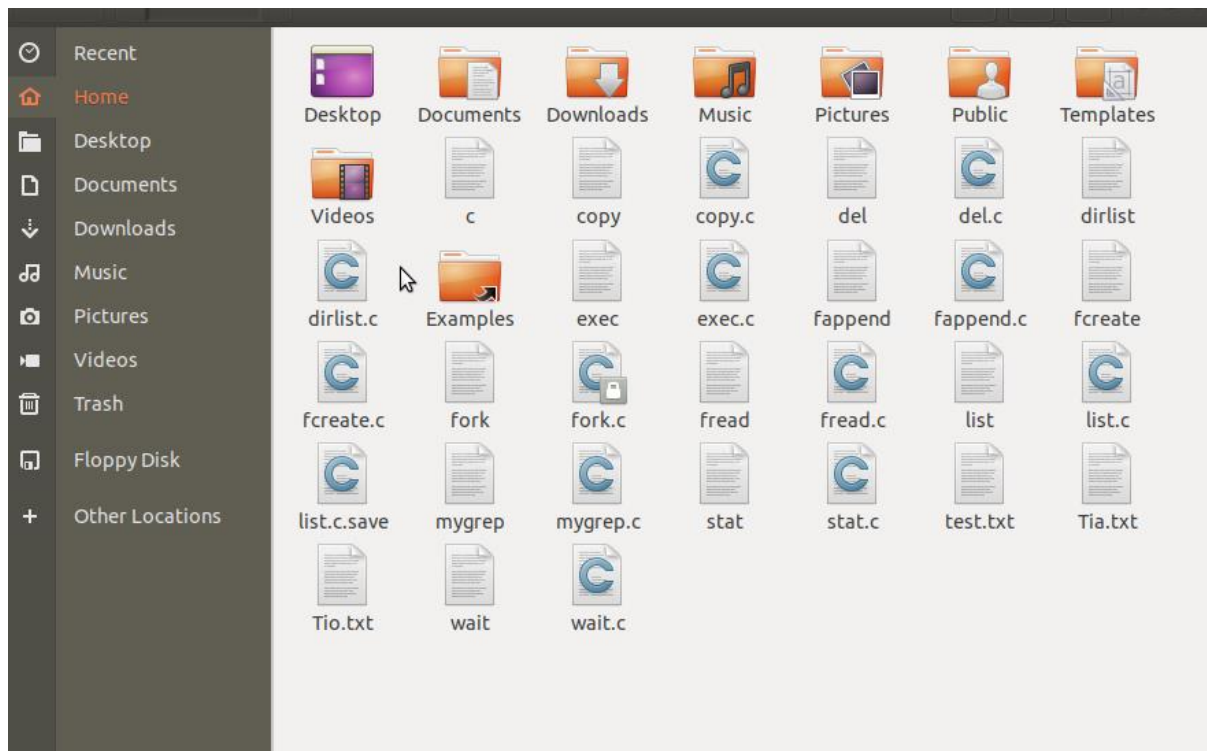 Recent
Home
Desktop
Documents
Downloads
Music
Pictures
Videos
Trash
Floppy Disk
Other Locations
Desktop Documents Downloads Music Pictures Public Templates
Videos c copy copy.c del del.c dirlist
dirlist.c Examples exec exec.c fappend fappend.c fcreate
fcreate.c fork fork.c fread fread.c list list.c
list.c.save mygrep mygrep.c stat stat.c test.txt Tia.txt
Tio.txt wait wait.c